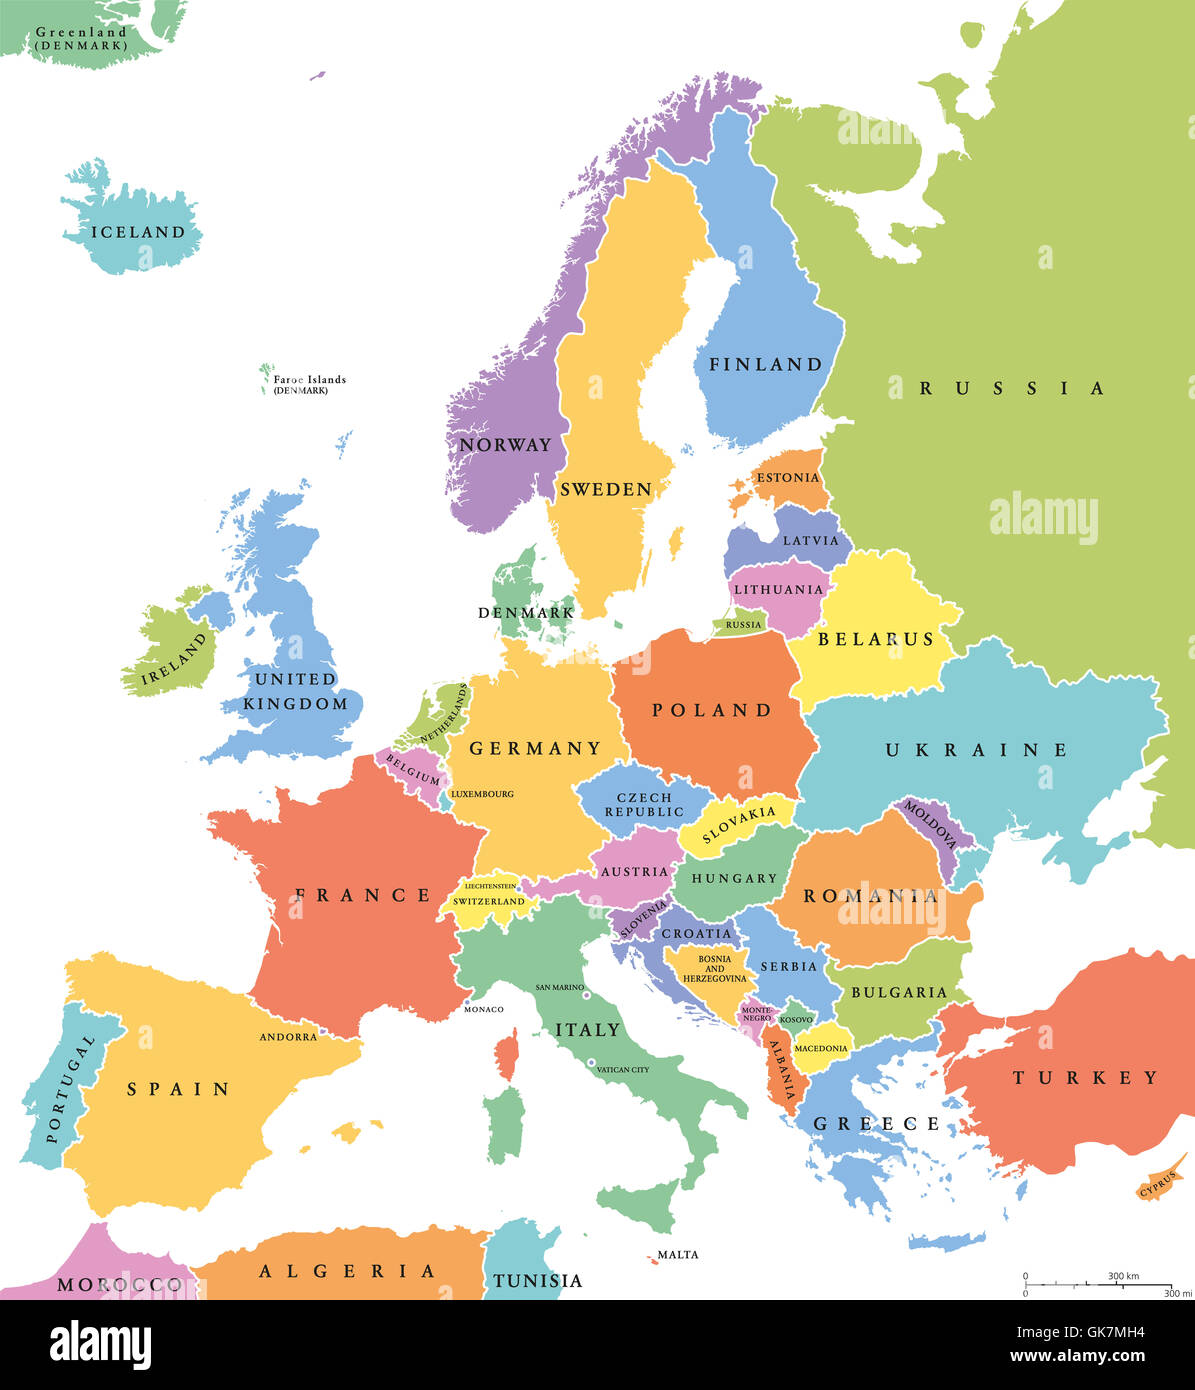 Greenland
(DENMARK)
ICELAND
Faroe Islands
(DENMARK)
NORWAY
SWEDEN
FINLAND
RUSSIA
ESTONIA
LATVIA
LITHUANIA
RUSSIA
BELARUS
DENMARK
IRELAND
UNITED
KINGDOM
NETHERLANDS
BELGIUM
LUXEMBOURG
GERMANY
POLAND
UKRAINE
CZECH
REPUBLIC
SLOVAKIA
MOLDOVA
FRANCE
LIECHTENSTEIN
SWITZERLAND
AUSTRIA
HUNGARY
ROMANIA
SLOVENIA
CROATIA
BOSNIA
AND
HERZEGOVINA
SERBIA
BULGARIA
SAN MARINO
MONACO
ITALY
MONTE-
NEGRO
KOSOVO
MACEDONIA
ALBANIA
ANDORRA
VATICAN CITY
PORTUGAL
SPAIN
GREECE
TURKEY
CYPRUS
MALTA
MOROCCO
ALGERIA
TUNISIA
0 300 km
0 300 mi
alamy
alamy
alamy
alamy
alamy
a
a
a
a
a
a
a
a
alamy
Image ID: GK7MH4
www.alamy.com